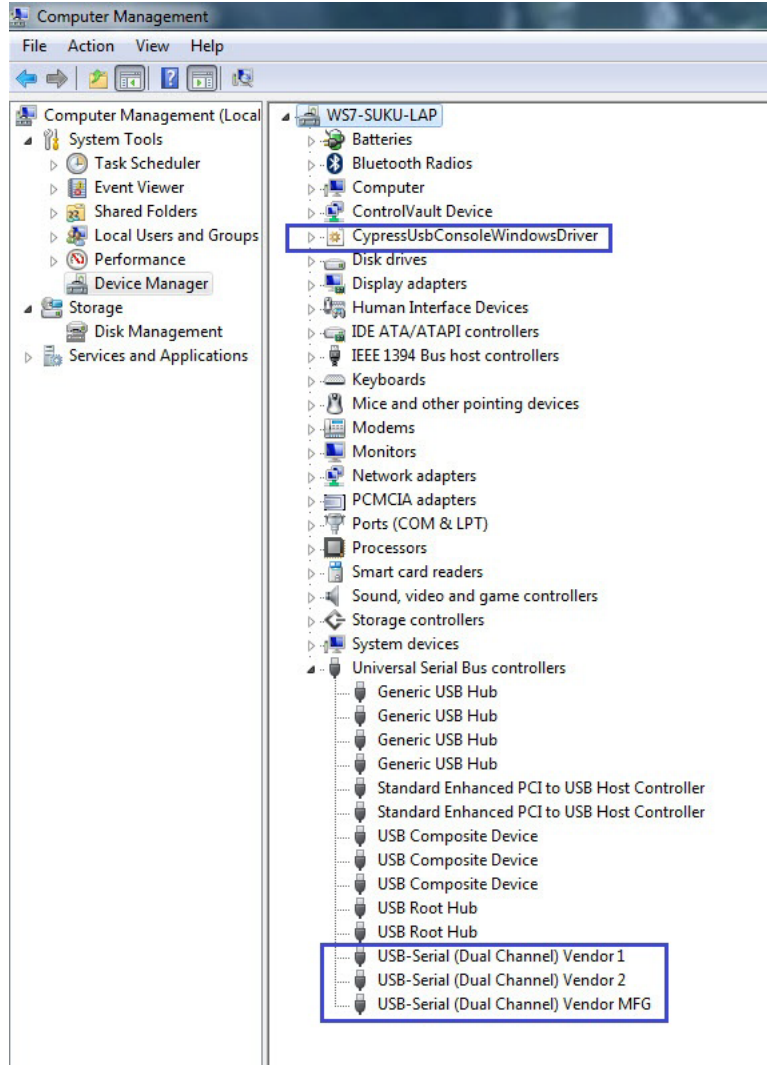 Computer Management
File Action View Help
Computer Management (Local
System Tools
Task Scheduler
Event Viewer
Shared Folders
Local Users and Groups
Performance
Device Manager
Storage
Disk Management
Services and Applications
WS7-SUKU-LAP
Batteries
Bluetooth Radios
Computer
ControlVault Device
CypressUsbConsoleWindowsDriver
Disk drives
Display adapters
Human Interface Devices
IDE ATA/ATAPI controllers
IEEE 1394 Bus host controllers
Keyboards
Mice and other pointing devices
Modems
Monitors
Network adapters
PCMCIA adapters
Ports (COM & LPT)
Processors
Smart card readers
Sound, video and game controllers
Storage controllers
System devices
Universal Serial Bus controllers
Generic USB Hub
Generic USB Hub
Generic USB Hub
Generic USB Hub
Standard Enhanced PCI to USB Host Controller
Standard Enhanced PCI to USB Host Controller
USB Composite Device
USB Composite Device
USB Composite Device
USB Root Hub
USB Root Hub
USB-Serial (Dual Channel) Vendor 1
USB-Serial (Dual Channel) Vendor 2
USB-Serial (Dual Channel) Vendor MFG